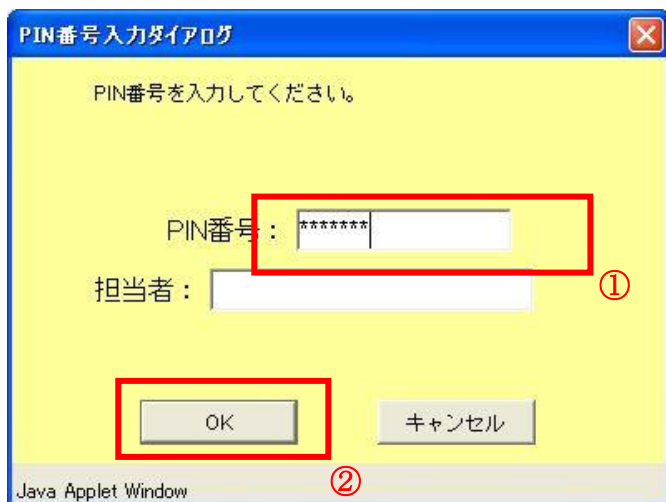 PIN番号入力ダイアログ
PIN番号を入力してください。
PIN番号： *******
①
担当者：
OK
キャンセル
②
Java Applet Window